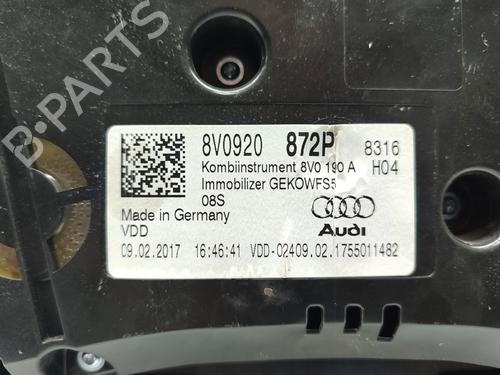 B-PARTS
8V0920 872P 8316
Kombiinstrument 8V0 190 A H04
Immobilizer GEKOWFS5
08S
Made in Germany
VDD
Audi
09.02.2017 16:46:41 VDD-02409.02.1755011482